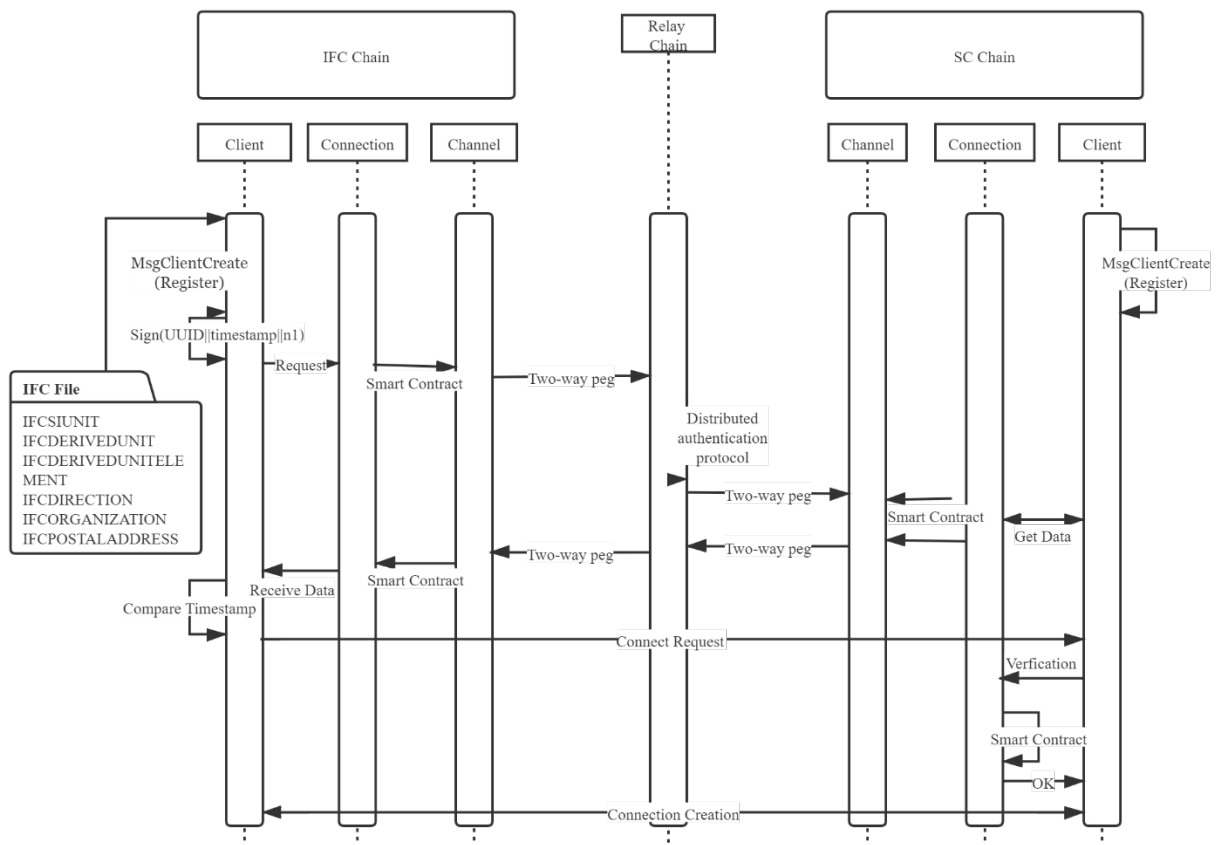 IFC Chain
Relay
Chain
SC Chain
Client
Connection
Channel
Channel
Connection
Client
MsgClientCreate
(Register)
MsgClientCreate
(Register)
Sign(UUID||timestamp||n1)
Request
Smart Contract
Two-way peg
IFC File
IFCSIUNIT
IFCDERIVEDUNIT
IFCDERIVEDUNITELE
MENT
IFCDIRECTION
IFCORGANIZATION
IFCPOSTALADDRESS
Distributed
authentication
protocol
Two-way peg
Smart Contract
Get Data
Two-way peg
Two-way peg
Smart Contract
Receive Data
Compare Timestamp
Connect Request
Verfication
Smart Contract
OK
Connection Creation